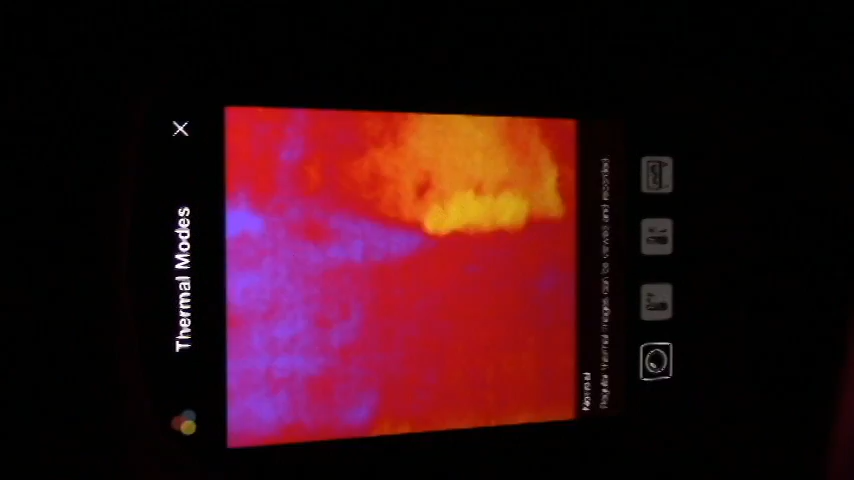 Thermal Modes
Normal
Regular thermal images can be viewed and recorded